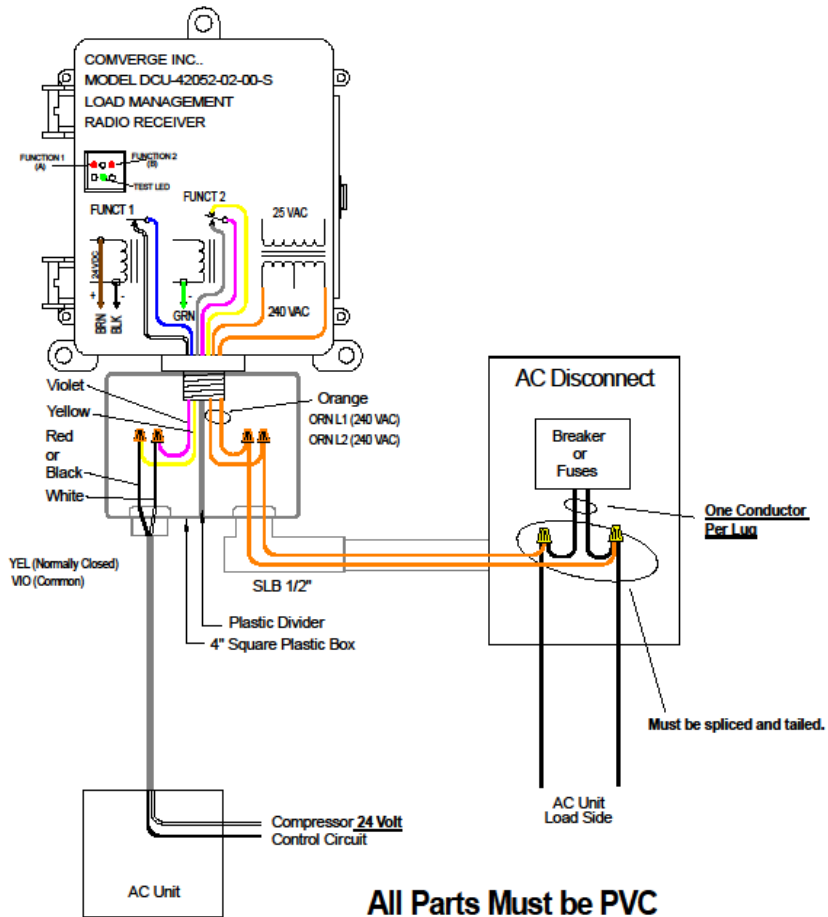 COMVERGE INC..
MODEL DCU-42052-02-00-S
LOAD MANAGEMENT
RADIO RECEIVER
FUNCTION 1
(A)
FUNCTION 2
(B)
TEST LED
FUNCT 1
FUNCT 2
25 VAC
24VDC
+
-
-
BRN
BLK
GRN
240 VAC
Violet
Yellow
Red
or
Black
White
Orange
ORN L1 (240 VAC)
ORN L2 (240 VAC)
AC Disconnect
Breaker
or
Fuses
One Conductor
Per Lug
YEL (Normally Closed)
VIO (Common)
SLB 1/2"
Plastic Divider
4" Square Plastic Box
Must be spliced and tailed.
AC Unit
Load Side
Compressor 24 Volt
Control Circuit
AC Unit
All Parts Must be PVC